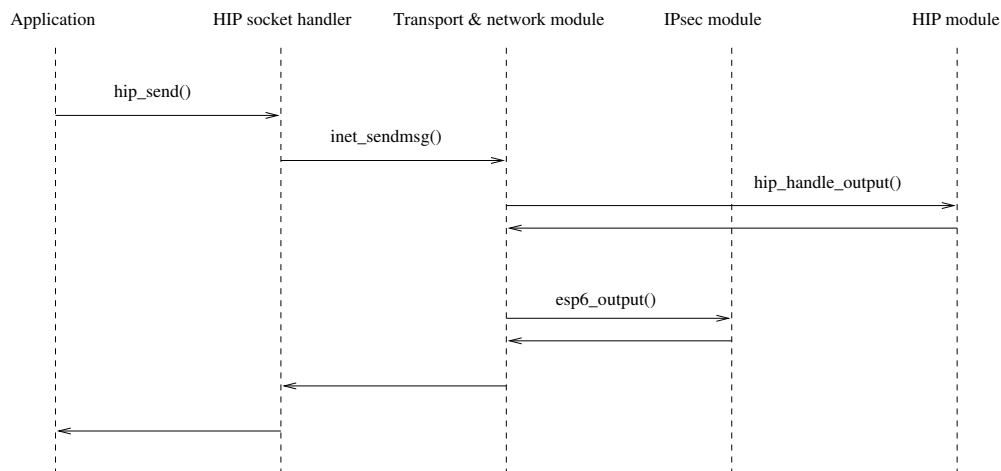 Application HIP socket handler Transport & network module IPsec module HIP module
hip_send()
inet_sendmsg()
hip_handle_output()
esp6_output()